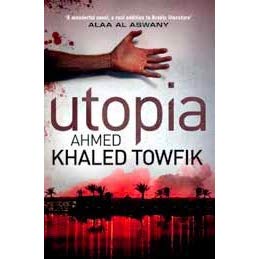 'A wonderful novel, a real addition to Arabic literature'
ALAA AL ASWANY
utopia
AHMED
KHALED TOWFIK